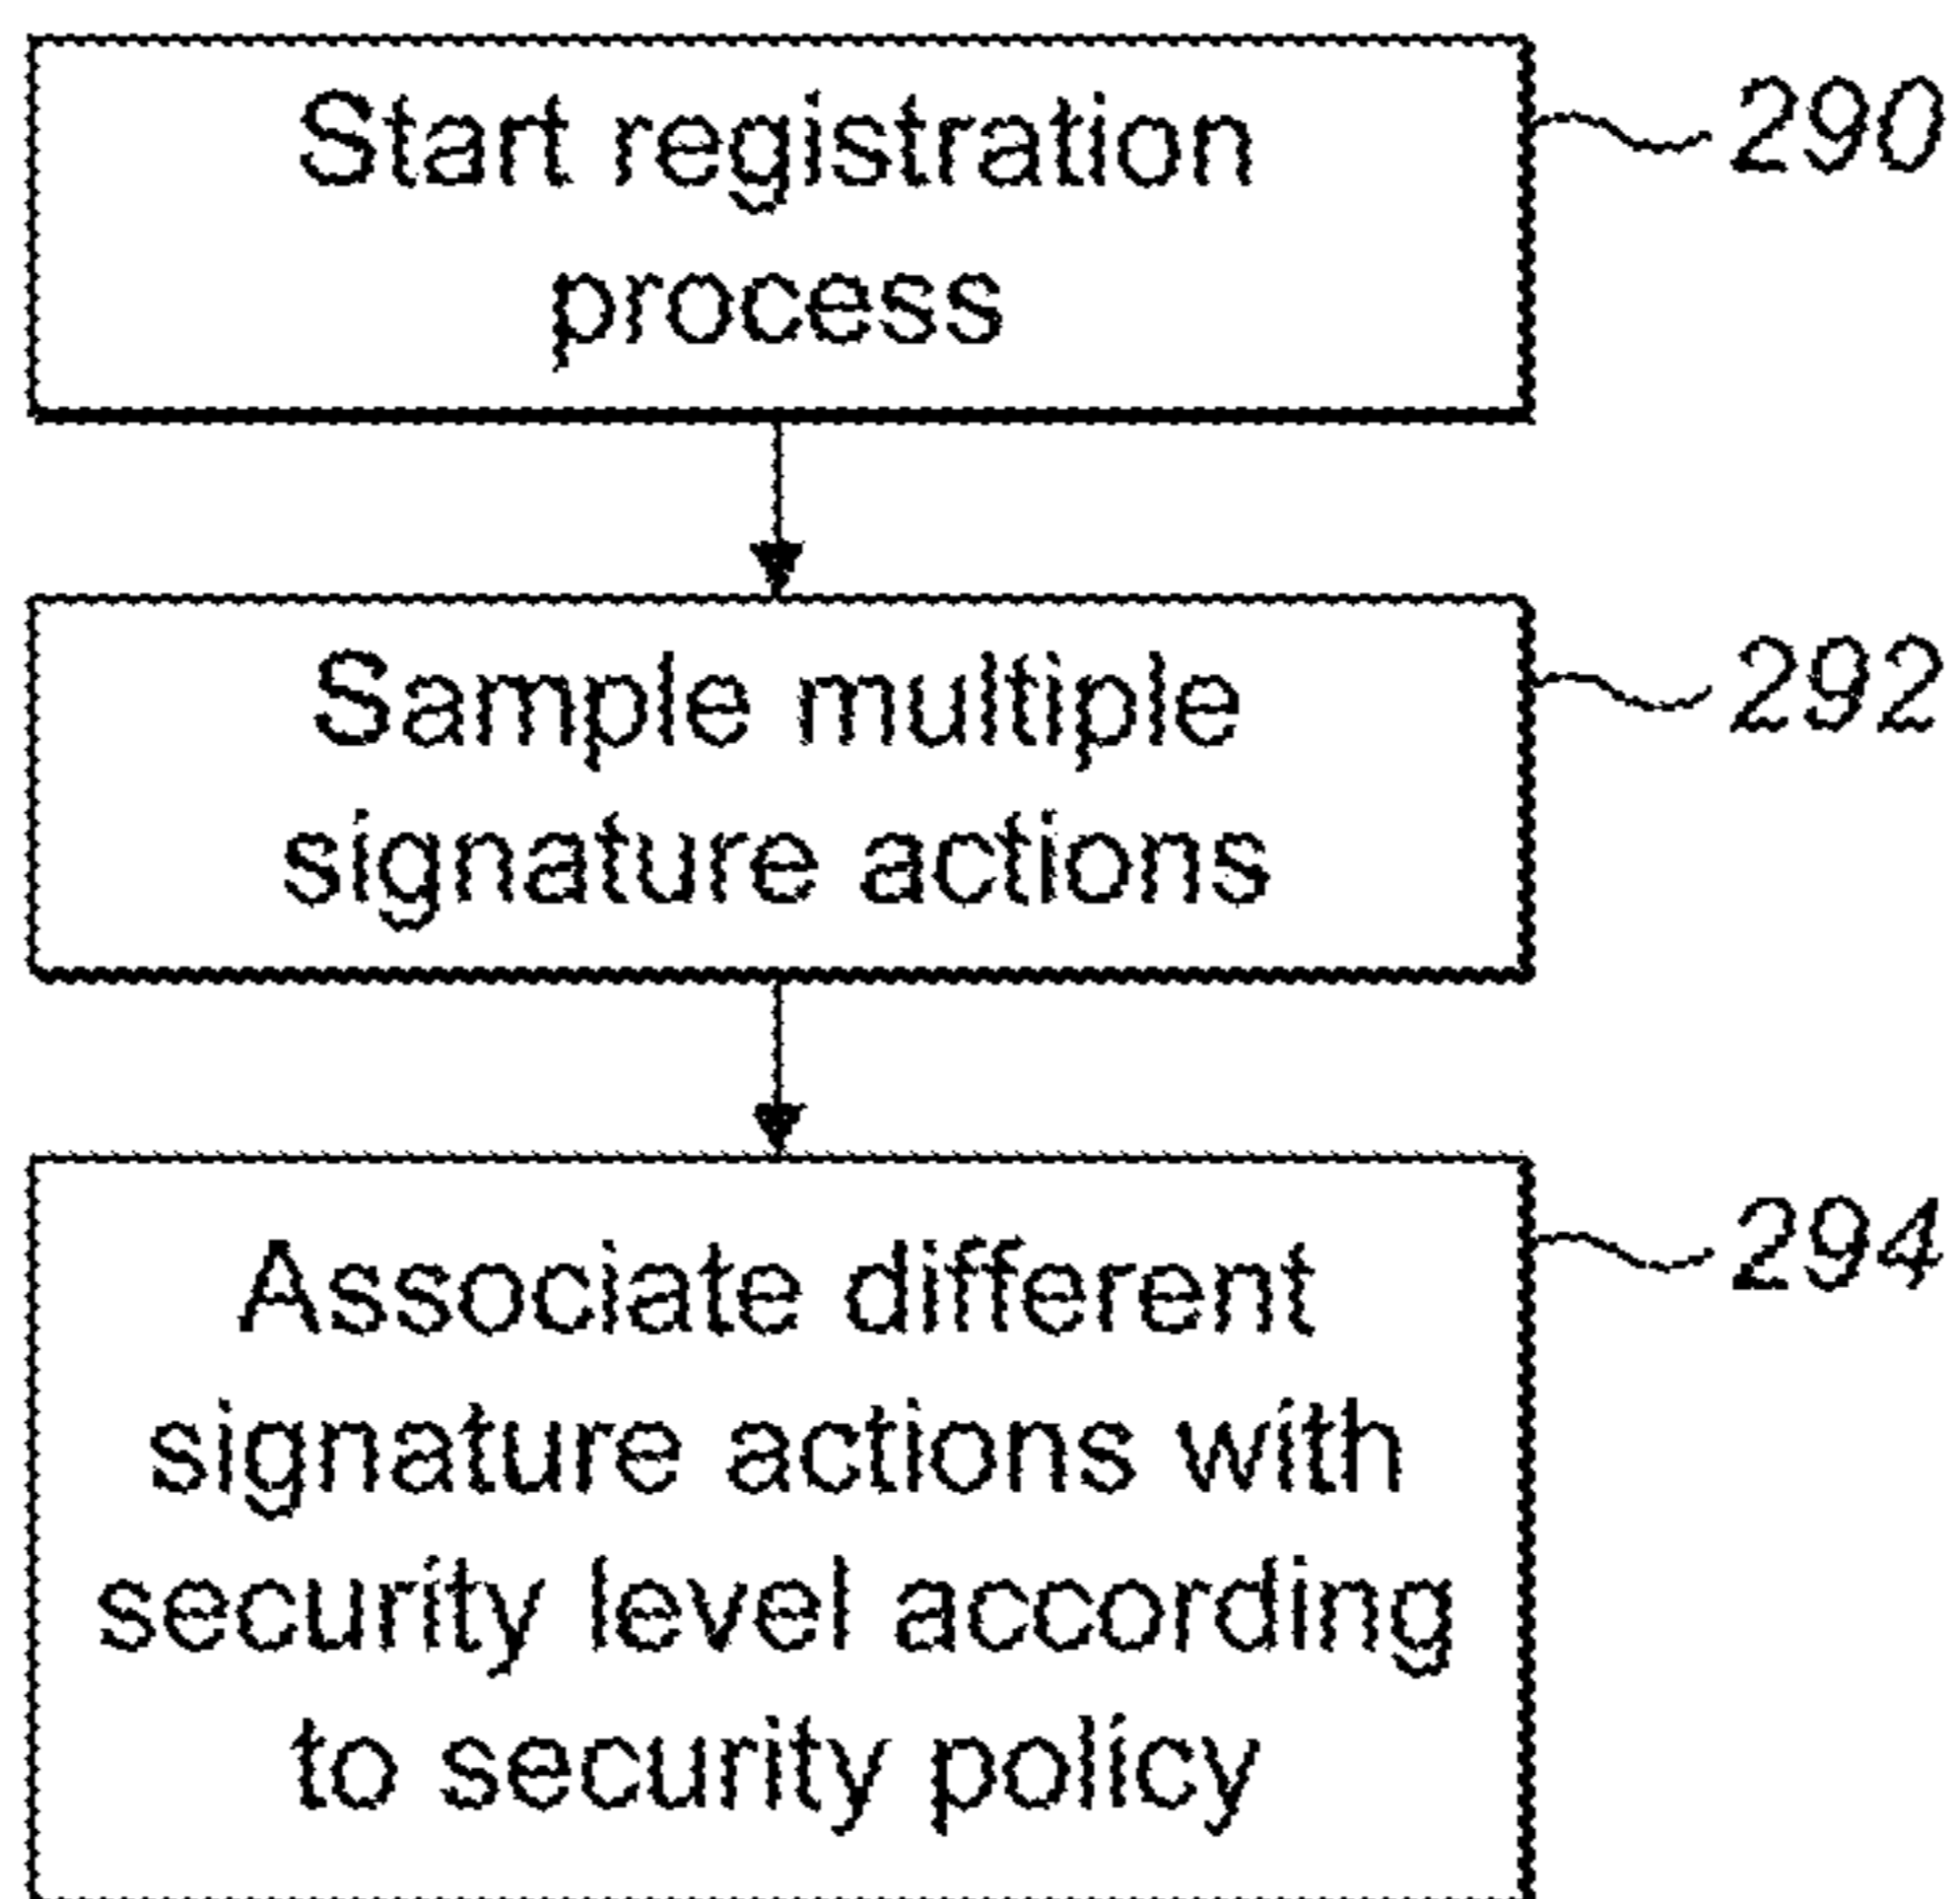 Start registration
process
290
Sample multiple
signature actions
292
Associate different
signature actions with
security level according
to security policy
294